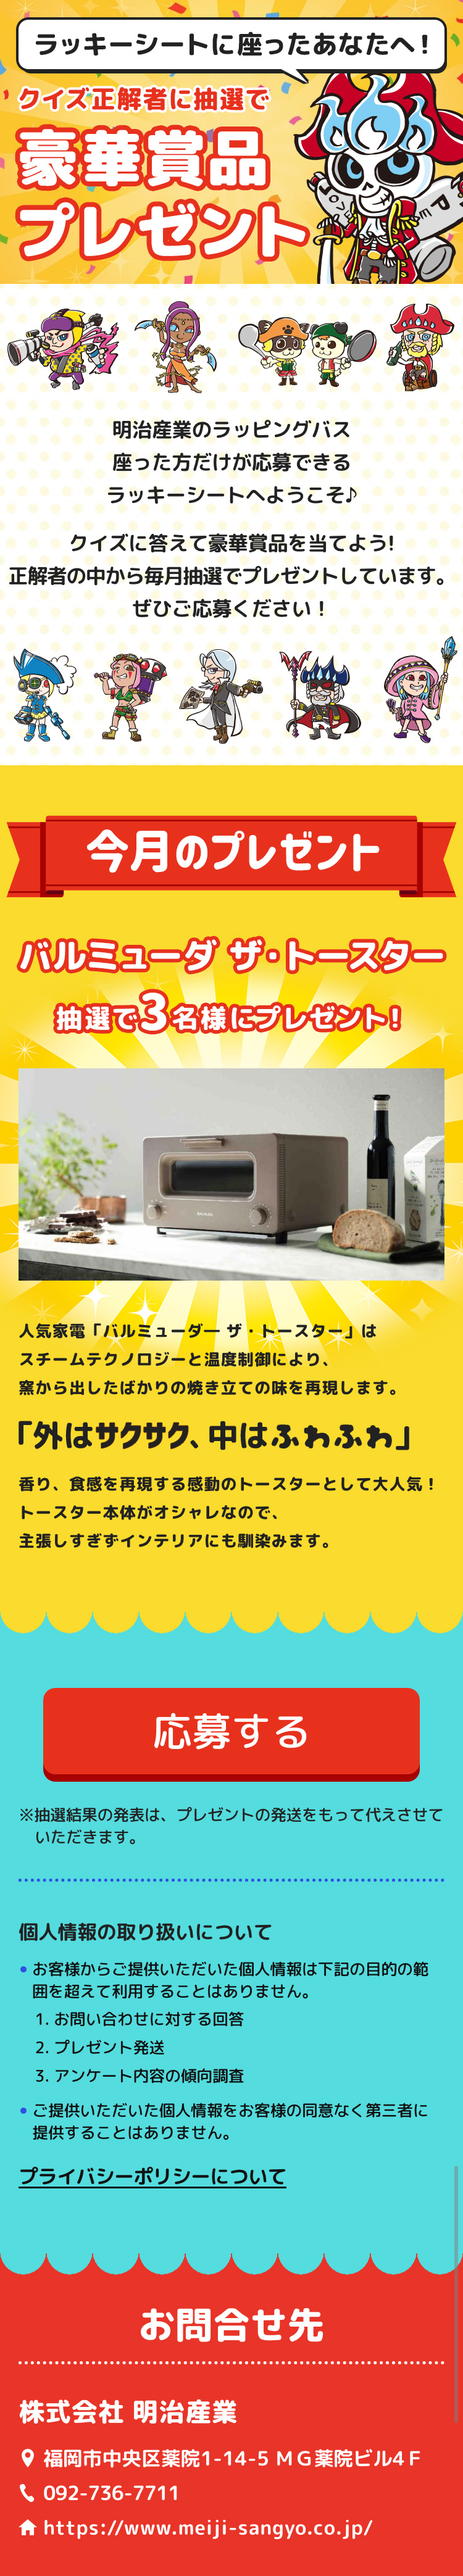 ラッキーシートに座ったあなたへ！
クイズ正解者に抽選で
豪華賞品
プレゼント
明治産業のラッピングバス
座った方だけが応募できる
ラッキーシートへようこそ♪
クイズに答えて豪華賞品を当てよう!
正解者の中から毎月抽選でプレゼントしています。
ぜひご応募ください！
今月のプレゼント
バルミューダ ザ・トースター
抽選で3名様にプレゼント！
BALMUDA
人気家電「バルミューダー ザ・トースター」は
スチームテクノロジーと温度制御により、
窯から出したばかりの焼き立ての味を再現します。
「外はサクサク、中はふわふわ」
香り、食感を再現する感動のトースターとして大人気！
トースター本体がオシャレなので、
主張しすぎずインテリアにも馴染みます。
応募する
※抽選結果の発表は、プレゼントの発送をもって代えさせて
いただきます。
個人情報の取り扱いについて
• お客様からご提供いただいた個人情報は下記の目的の範
囲を超えて利用することはありません。
1. お問い合わせに対する回答
2. プレゼント発送
3. アンケート内容の傾向調査
• ご提供いただいた個人情報をお客様の同意なく第三者に
提供することはありません。
プライバシーポリシーについて
お問合せ先
株式会社 明治産業
福岡市中央区薬院1-14-5 ＭＧ薬院ビル4Ｆ
092-736-7711
https://www.meiji-sangyo.co.jp/